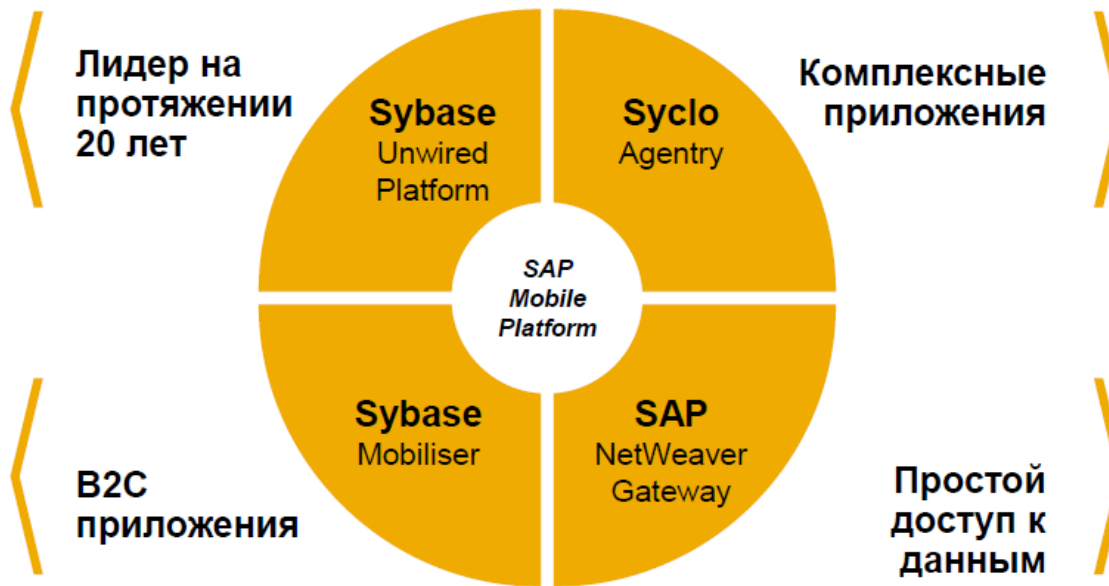 Лидер на
протяжении
20 лет
Sybase
Unwired
Platform
Syclo
Agentry
Комплексные
приложения
SAP
Mobile
Platform
B2C
приложения
Sybase
Mobiliser
SAP
NetWeaver
Gateway
Простой
доступ к
данным